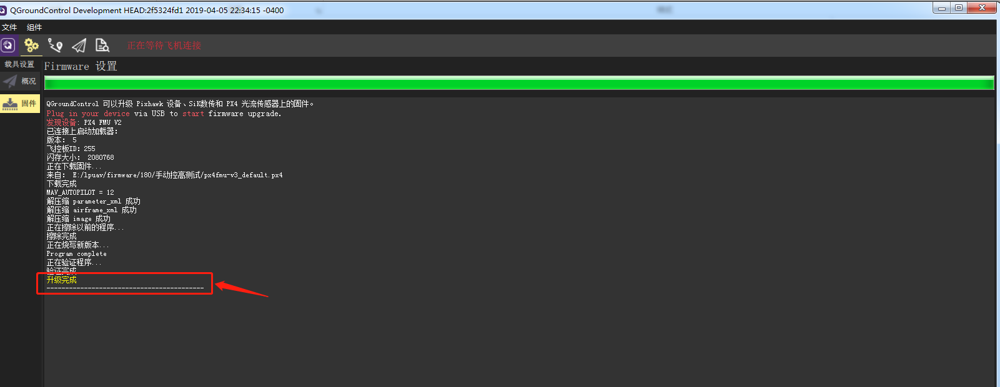 QGroundControl Development HEAD:2f5324fd1 2019-04-05 22:34:15 -0400
文件 组件
正在等待飞机连接
载具设置
Firmware 设置
概况
固件
QGroundControl 可以升级 Pixhawk 设备、SiK数传和 PX4 光流传感器上的固件。
Plug in your device via USB to start firmware upgrade.
发现设备: PX4 FMU V2
已连接上启动加载器:
版本: 5
飞控板ID: 255
闪存大小: 2080768
正在下载固件...
来自: E:/lpuav/firmware/180/手动控高测试/px4fmu-v3_default.px4
下载完成
MAV_AUTOPILOT = 12
解压缩 parameter_xml 成功
解压缩 airframe_xml 成功
解压缩 image 成功
正在擦除以前的程序...
擦除完成
正在烧写新版本...
Program complete
正在验证程序...
验证完成
升级完成
------------------------------------------